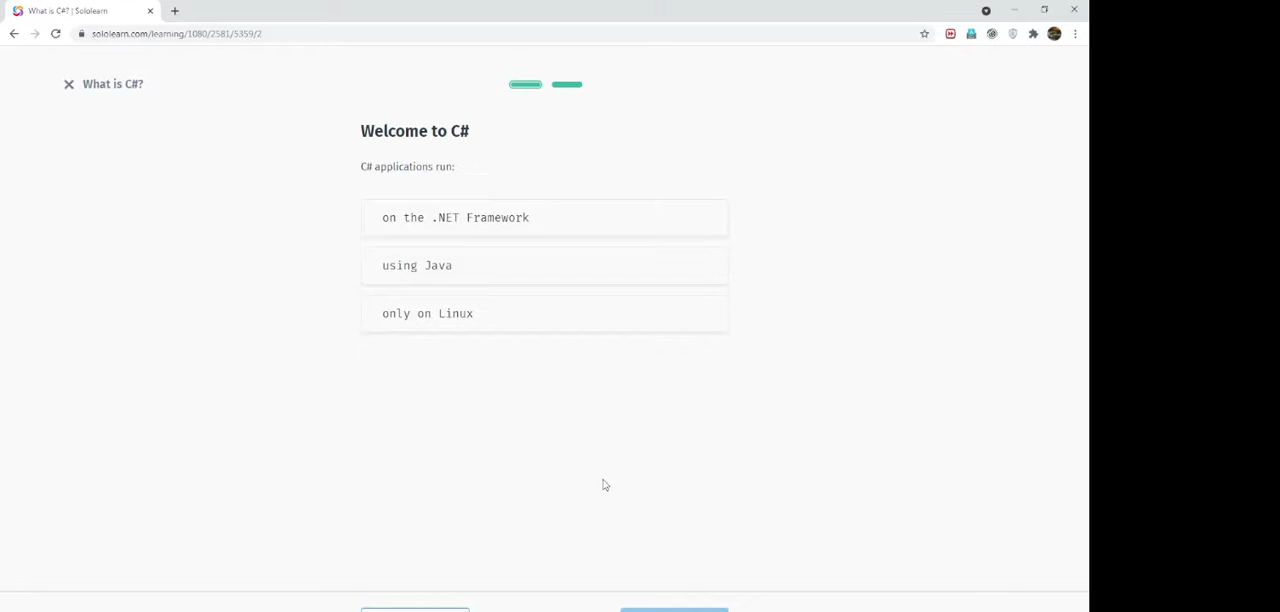 What is C#? | Sololearn
sololearn.com/learning/1080/2581/5359/2
What is C#?
Welcome to C#
C# applications run:
on the .NET Framework
using Java
only on Linux